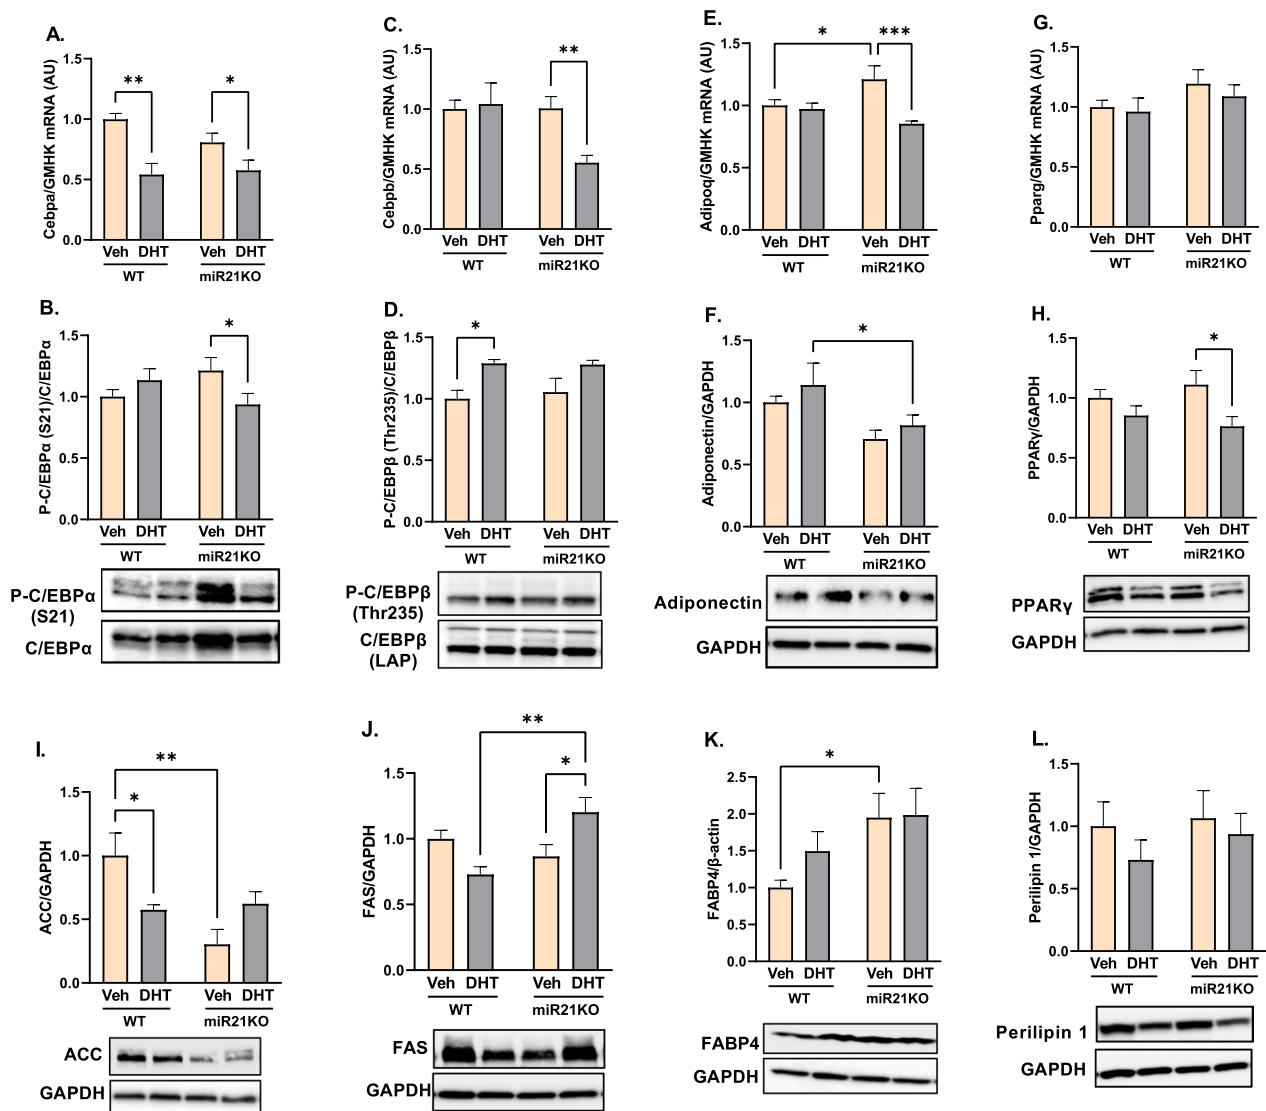 A.
Cebpa/GMHK mRNA (AU)
1.5
1.0
0.5
0.0
**
*
Veh DHT Veh DHT
WT miR21KO
C.
Cebpb/GMHK mRNA (AU)
1.5
1.0
0.5
0.0
**
Veh DHT Veh DHT
WT miR21KO
E.
Adipoq/GMHK mRNA (AU)
1.5
1.0
0.5
0.0
*
***
Veh DHT Veh DHT
WT miR21KO
G.
Pparg/GMHK mRNA (AU)
1.5
1.0
0.5
0.0
Veh DHT Veh DHT
WT miR21KO
B.
P-C/EBPα (S21)/C/EBPα
1.5
1.0
0.5
0.0
*
Veh DHT Veh DHT
WT miR21KO
P-C/EBPα
(S21)
C/EBPα
D.
P-C/EBPβ (Thr235)/C/EBPβ
1.5
1.0
0.5
0.0
*
Veh DHT Veh DHT
WT miR21KO
P-C/EBPβ
(Thr235)
C/EBPβ
(LAP)
F.
Adiponectin/GAPDH
1.5
1.0
0.5
0.0
*
Veh DHT Veh DHT
WT miR21KO
Adiponectin
GAPDH
H.
PPARγ/GAPDH
1.5
1.0
0.5
0.0
*
Veh DHT Veh DHT
WT miR21KO
PPARγ
GAPDH
I.
ACC/GAPDH
1.5
1.0
0.5
0.0
**
*
Veh DHT Veh DHT
WT miR21KO
ACC
GAPDH
J.
FAS/GAPDH
1.5
1.0
0.5
0.0
**
*
Veh DHT Veh DHT
WT miR21KO
FAS
GAPDH
K.
FABP4/β-actin
2.5
2.0
1.5
1.0
0.5
0.0
*
Veh DHT Veh DHT
WT miR21KO
FABP4
GAPDH
L.
Perilipin 1/GAPDH
1.5
1.0
0.5
0.0
Veh DHT Veh DHT
WT miR21KO
Perilipin 1
GAPDH